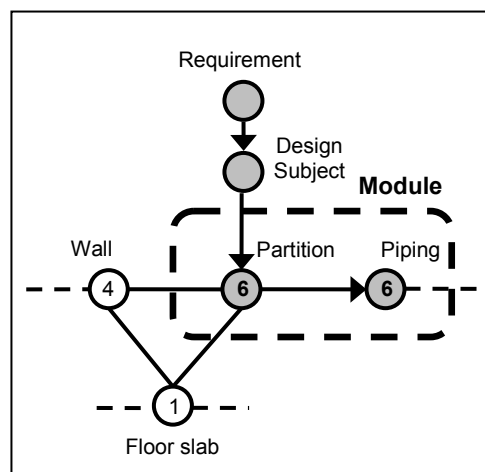 Requirement
Design
Subject
Module
Wall
Partition
Piping
4
6
6
1
Floor slab